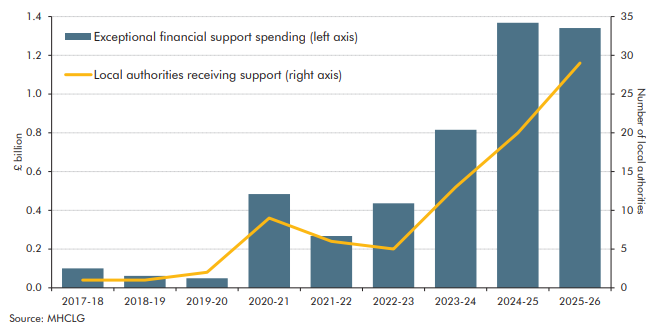 1.4
1.2
1.0
0.8
0.6
0.4
0.2
0.0
£ billion
Exceptional financial support spending (left axis)
Local authorities receiving support (right axis)
35
30
25
20
15
10
5
0
Number of local authorities
2017-18 2018-19 2019-20 2020-21 2021-22 2022-23 2023-24 2024-25 2025-26
Source: MHCLG